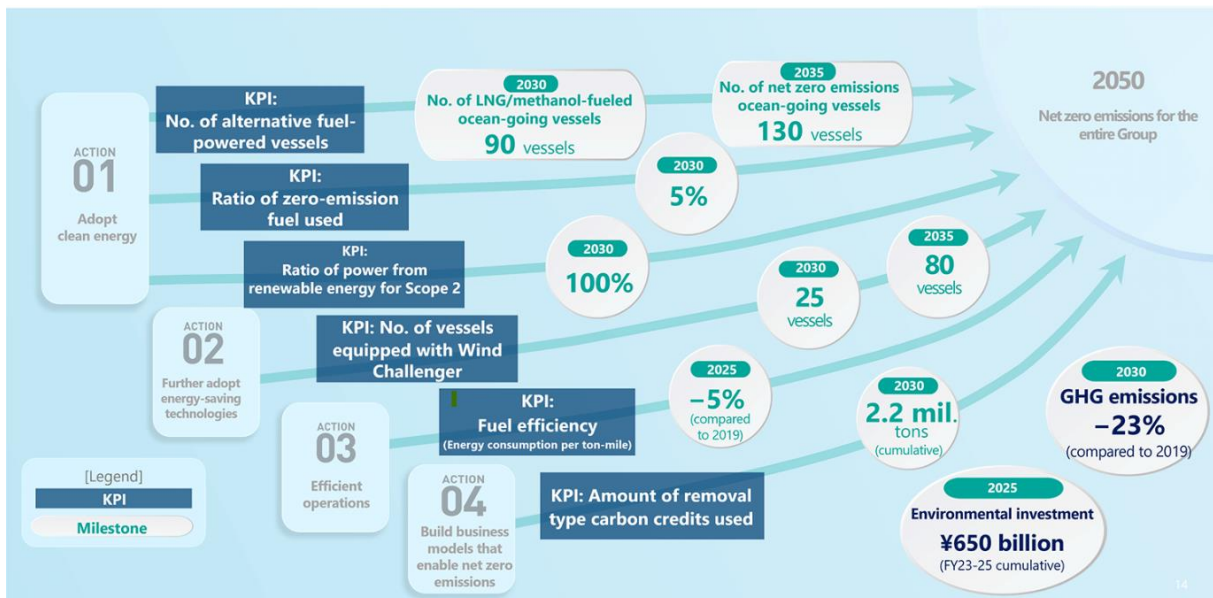 2050
Net zero emissions for the
entire Group
ACTION
01
Adopt
clean energy
KPI:
No. of alternative fuel-
powered vessels
2030
No. of LNG/methanol-fueled
ocean-going vessels
90 vessels
2035
No. of net zero emissions
ocean-going vessels
130 vessels
KPI:
Ratio of zero-emission
fuel used
2030
5%
KPI:
Ratio of power from
renewable energy for Scope 2
2030
100%
ACTION
02
Further adopt
energy-saving
technologies
KPI: No. of vessels
equipped with Wind
Challenger
2030
25
vessels
2035
80
vessels
ACTION
03
Efficient
operations
KPI:
Fuel efficiency
(Energy consumption per ton-mile)
2025
−5%
(compared
to 2019)
ACTION
04
Build business
models that
enable net zero
emissions
KPI: Amount of removal
type carbon credits used
2030
2.2 mil.
tons
(cumulative)
2030
GHG emissions
−23%
(compared to 2019)
2025
Environmental investment
¥650 billion
(FY23-25 cumulative)
[Legend]
KPI
Milestone
14